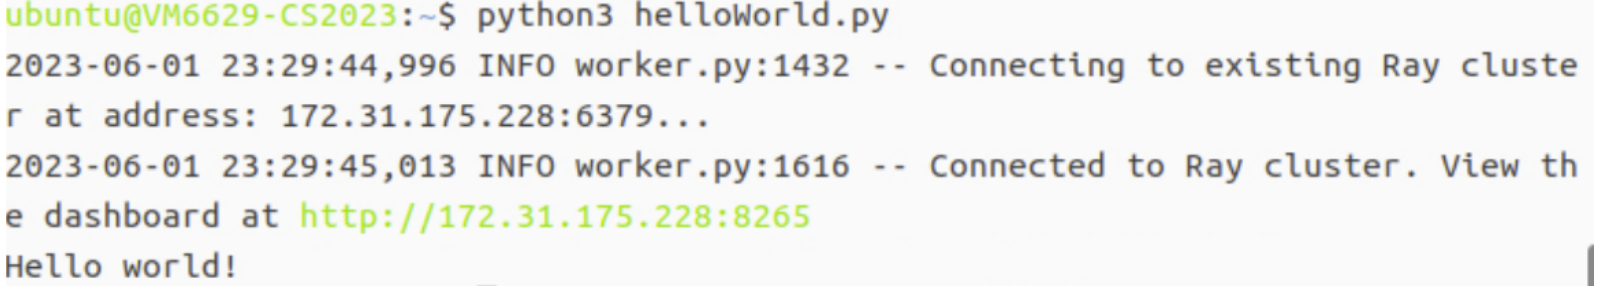 ubuntu@VM6629-CS2023:~$ python3 helloWorld.py
2023-06-01 23:29:44,996 INFO worker.py:1432 -- Connecting to existing Ray cluste
r at address: 172.31.175.228:6379...
2023-06-01 23:29:45,013 INFO worker.py:1616 -- Connected to Ray cluster. View th
e dashboard at http://172.31.175.228:8265
Hello world!